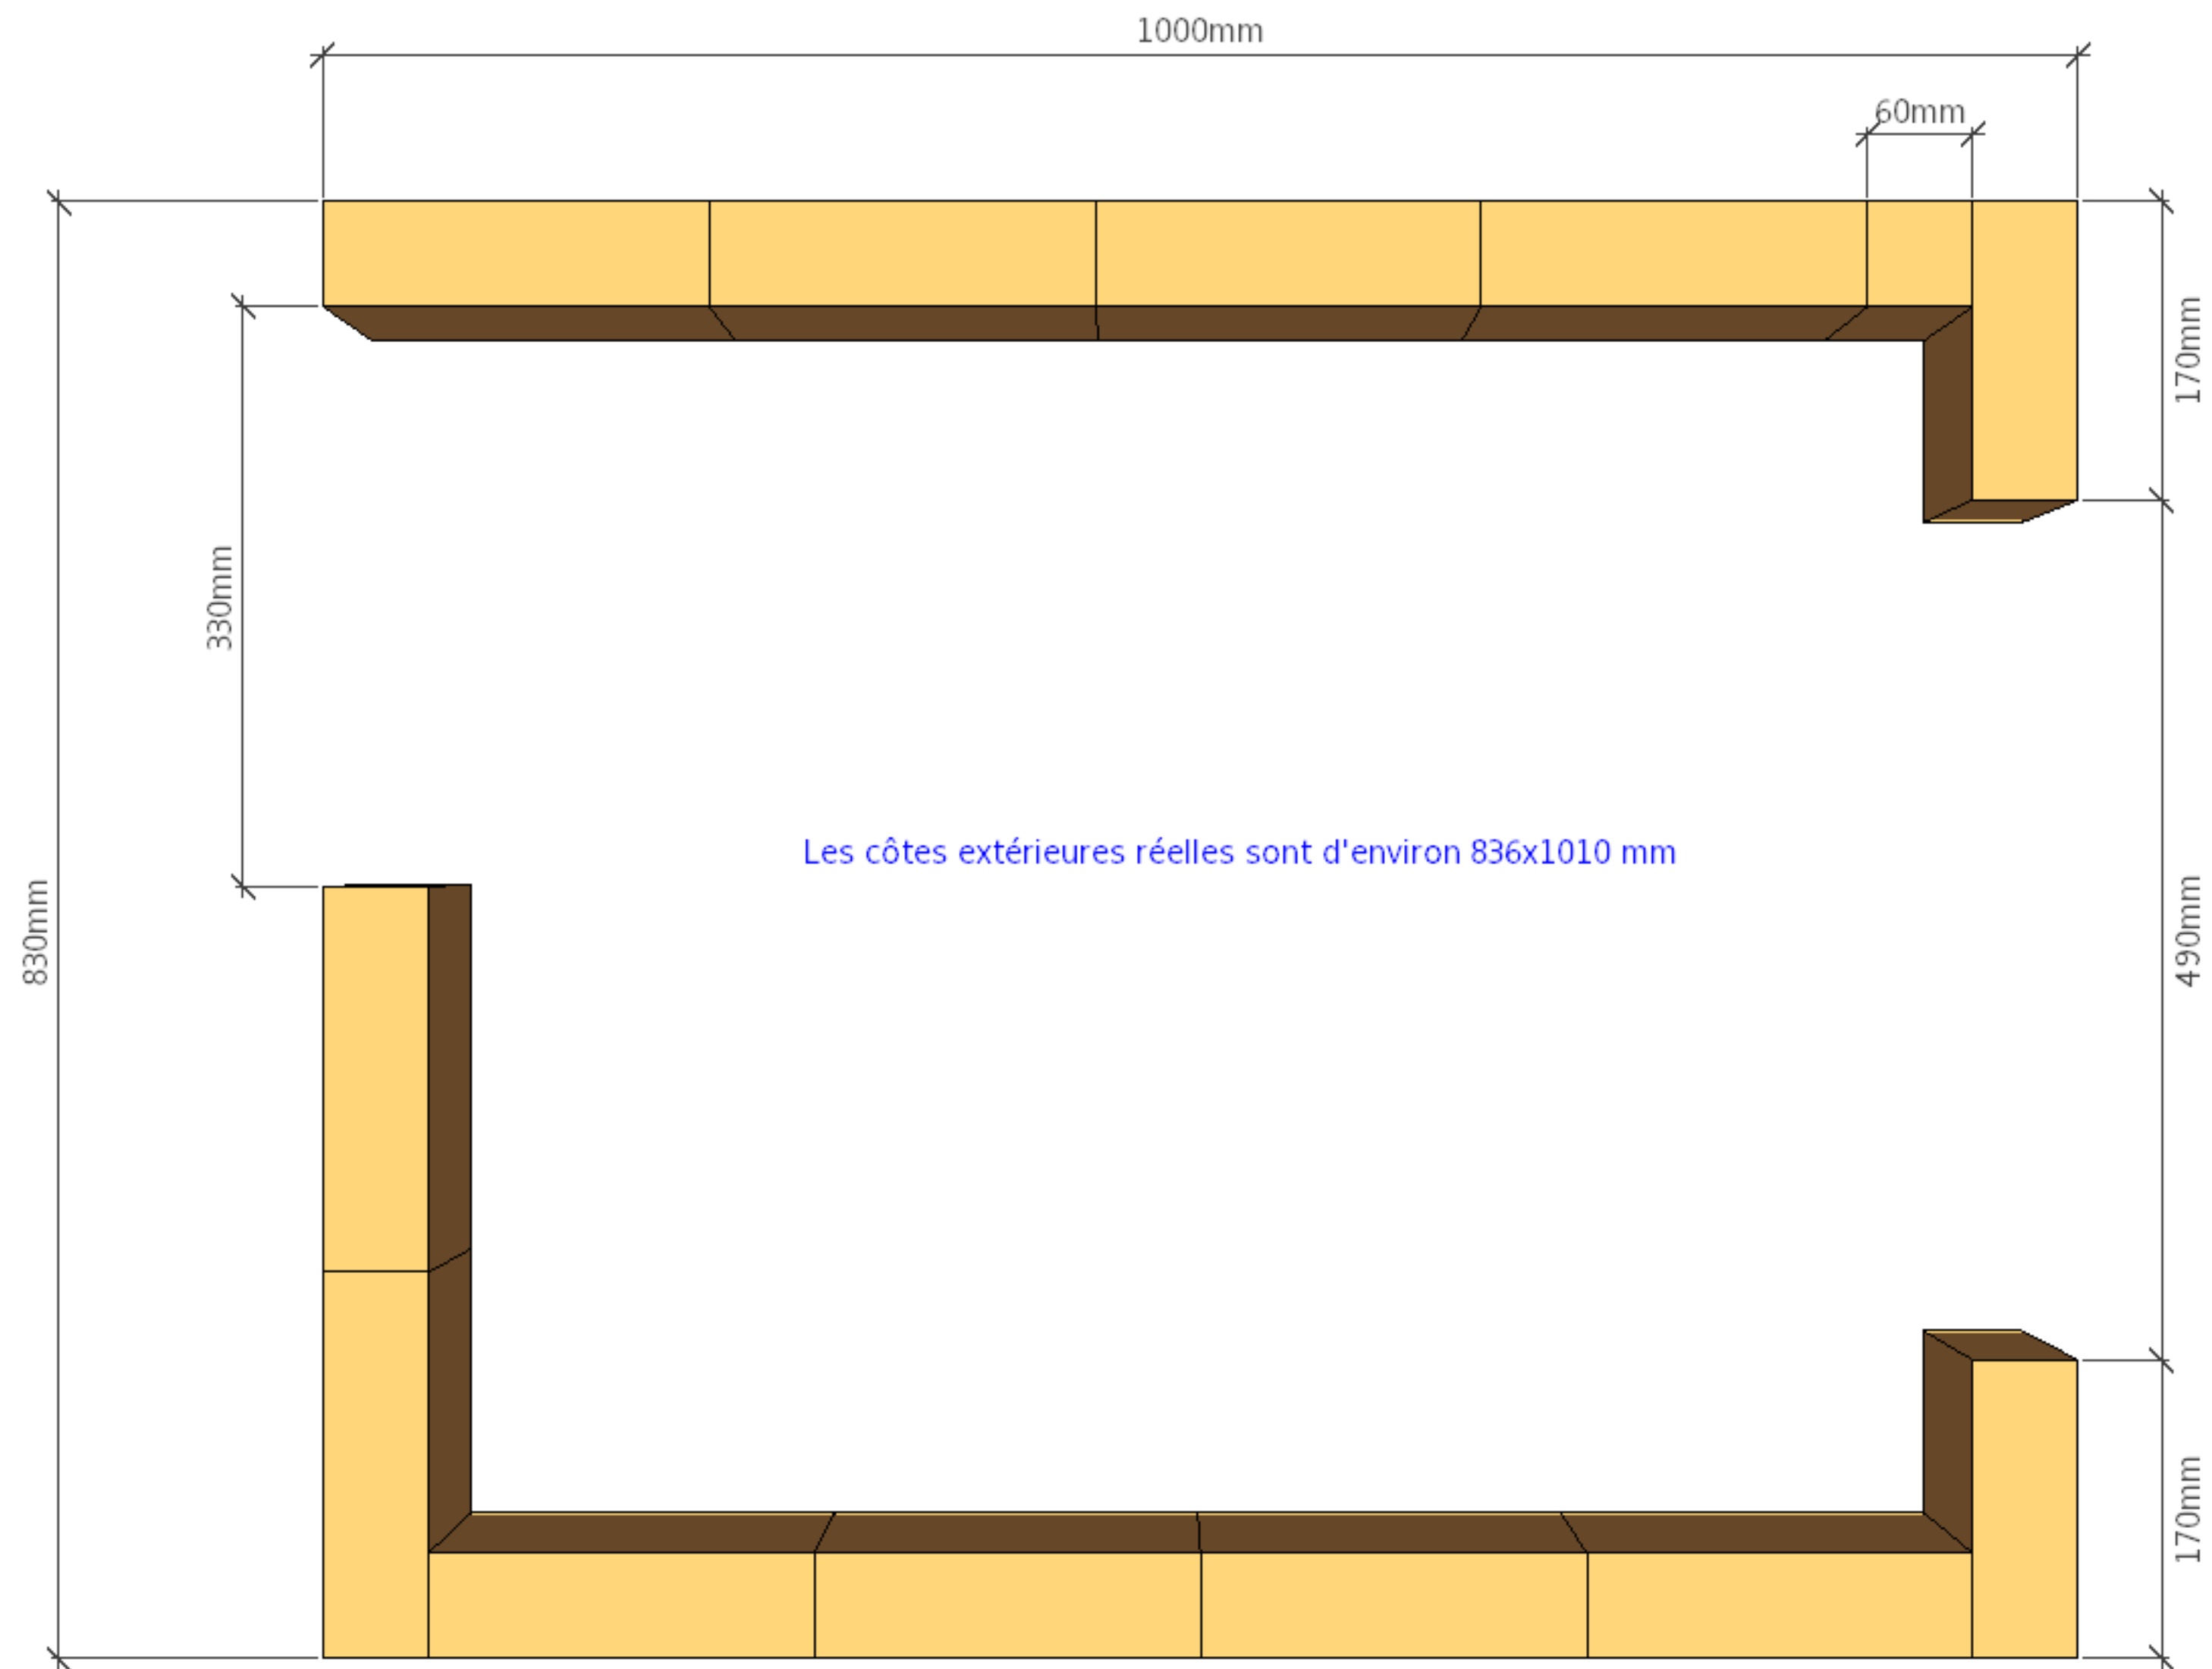 1000mm
60mm
170mm
330mm
Les côtes extérieures réelles sont d'environ 836x1010 mm
830mm
490mm
170mm